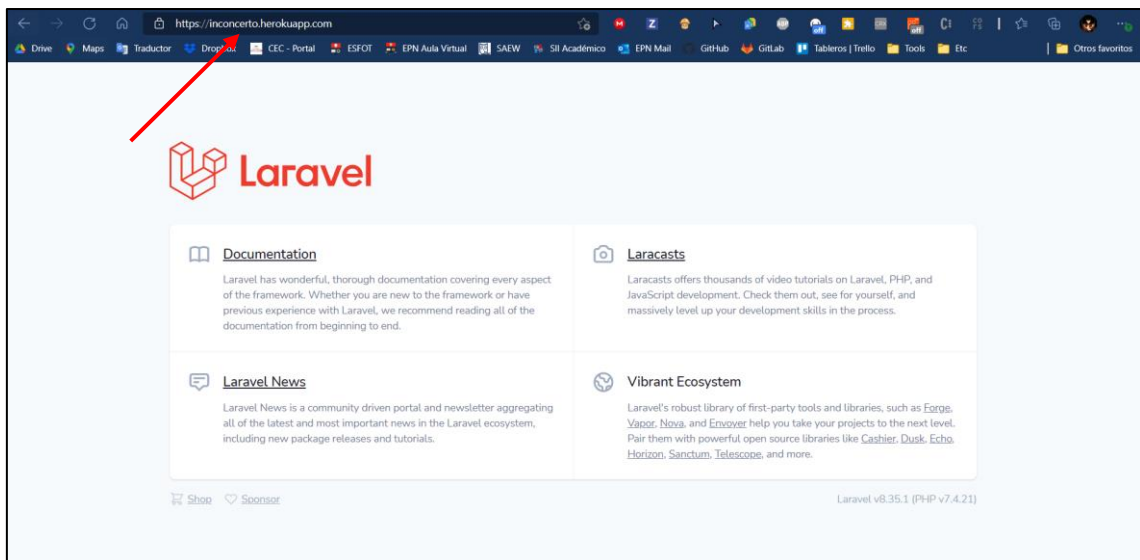 https://inconcerto.herokuapp.com
Drive Maps Traductor Dropbox CEC - Portal ESFOT EPN Aula Virtual SAEW SII Académico EPN Mail GitHub GitLab Tableros | Trello Tools Etc Otros favoritos
Laravel
Documentation
Laravel has wonderful, thorough documentation covering every aspect
of the framework. Whether you are new to the framework or have
previous experience with Laravel, we recommend reading all of the
documentation from beginning to end.
Laracasts
Laracasts offers thousands of video tutorials on Laravel, PHP, and
JavaScript development. Check them out, see for yourself, and
massively level up your development skills in the process.
Laravel News
Laravel News is a community driven portal and newsletter aggregating
all of the latest and most important news in the Laravel ecosystem,
including new package releases and tutorials.
Vibrant Ecosystem
Laravel's robust library of first-party tools and libraries, such as Forge,
Vapor, Nova, and Envoyer help you take your projects to the next level.
Pair them with powerful open source libraries like Cashier, Dusk, Echo,
Horizon, Sanctum, Telescope, and more.
Shop Sponsor
Laravel v8.35.1 (PHP v7.4.21)